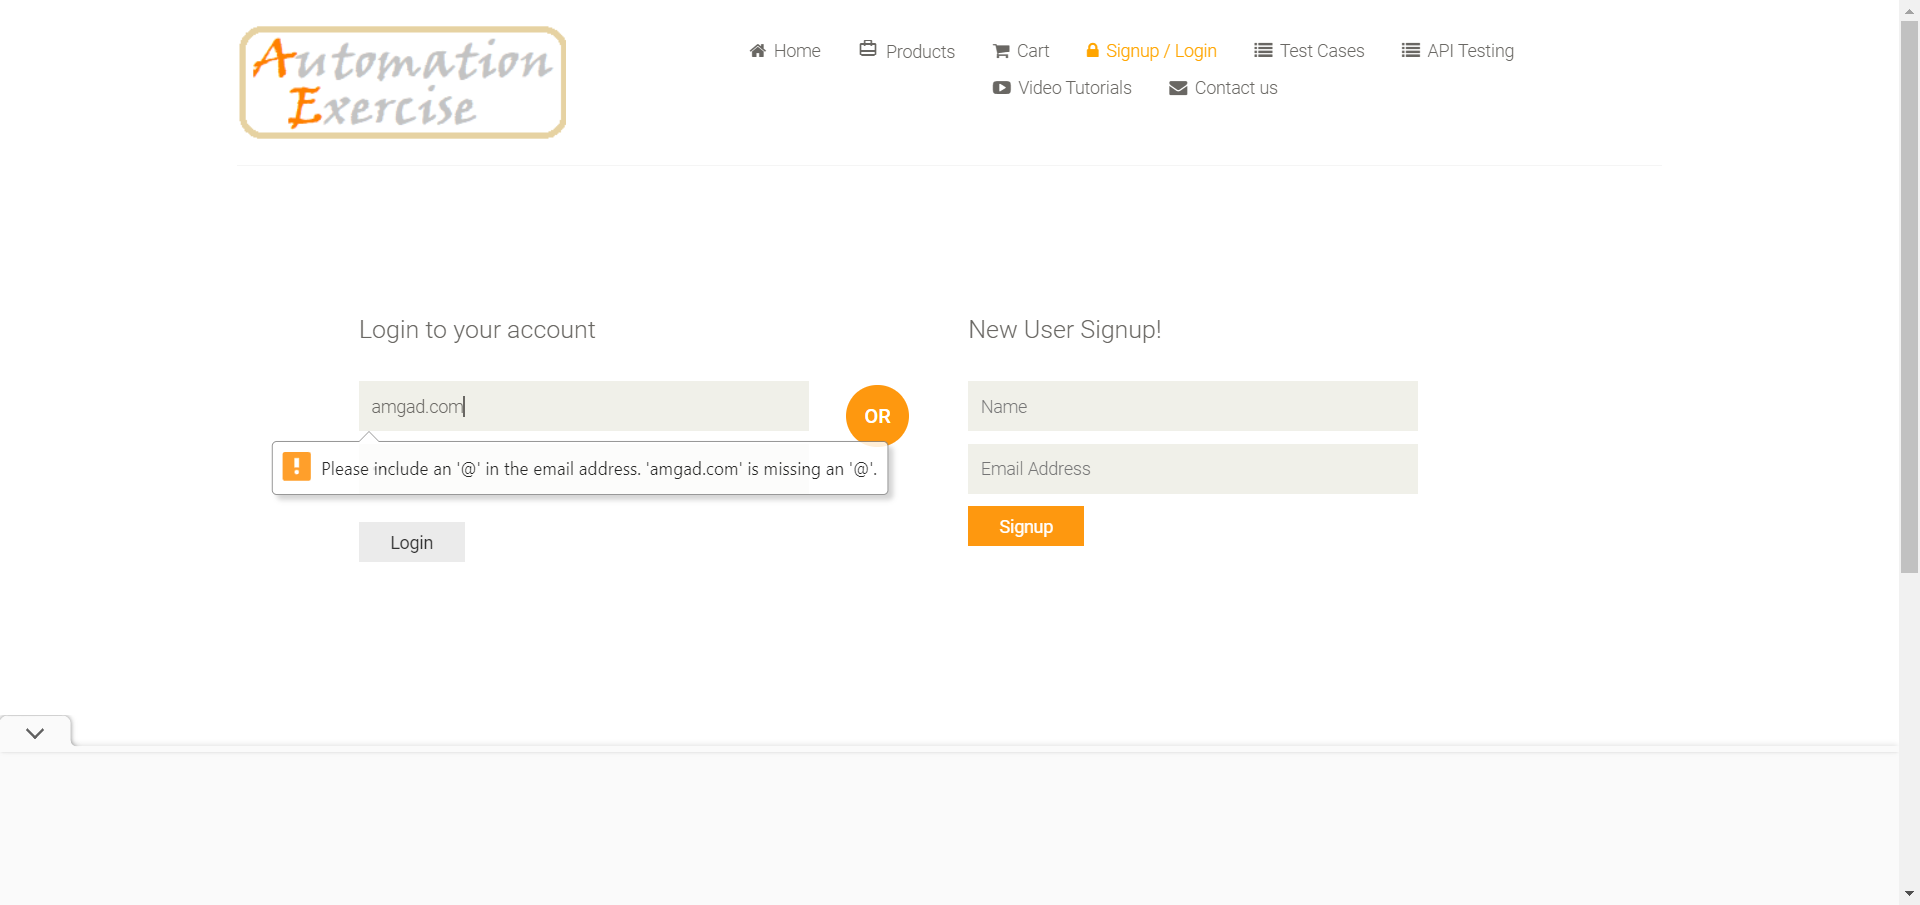 Automation
Exercise
Home Products Cart Signup / Login Test Cases API Testing
Video Tutorials Contact us
Login to your account
amgad.com
Please include an '@' in the email address. 'amgad.com' is missing an '@'.
Login
OR
New User Signup!
Name
Email Address
Signup